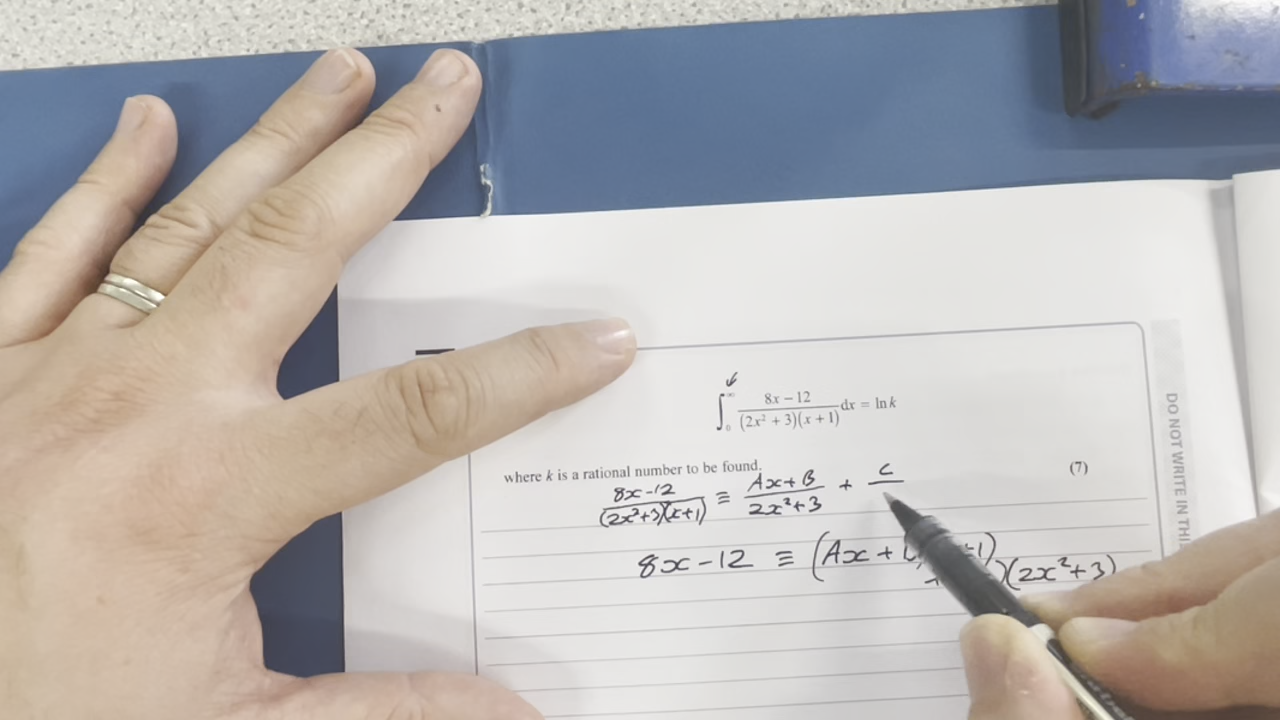 ∫₀^∞ (8x − 12)/((2x² + 3)(x + 1)) dx = ln k
where k is a rational number to be found.
(7)
(8x − 12)/((2x² + 3)(x + 1)) ≡ (Ax + B)/(2x² + 3) + C/
8x − 12 ≡ (Ax +
)(2x² + 3)
DO NOT WRITE IN THI